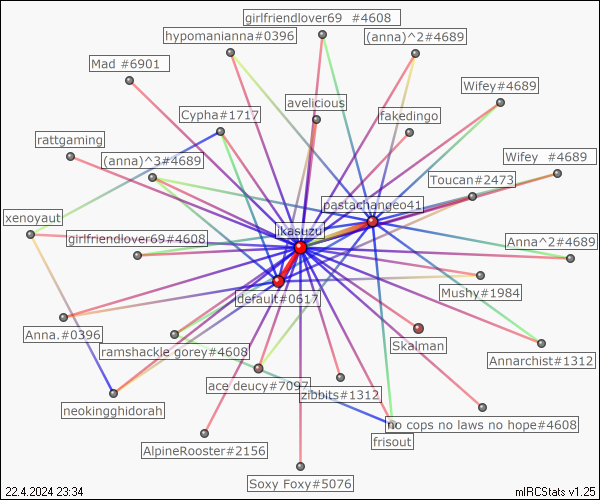 girlfriendlover69 #4608
hypomanianna#0396
(anna)^2#4689
Mad #6901
Wifey#4689
avelicious
Cypha#1717
fakedingo
rattgaming
(anna)^3#4689
Wifey #4689
Toucan#2473
pastachangeo41
xenoyaut
ikasuzu
girlfriendlover69#4608
Anna^2#4689
Mushy#1984
default#0617
Anna.#0396
Skalman
ramshackle gorey#4608
Annarchist#1312
ace deucy#7097
zibbits#1312
neokingghidorah
no cops no laws no hope#4608
frisout
AlpineRooster#2156
Soxy Foxy#5076
22.4.2024 23:34
mIRCStats v1.25